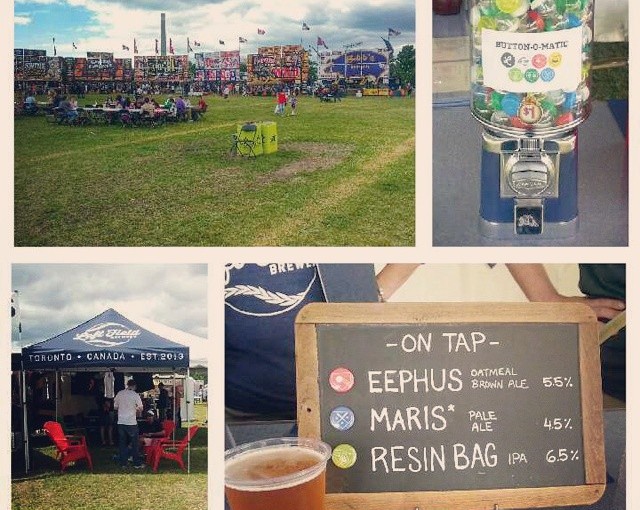 BUTTON-O-MATIC
$1
Left Field
TORONTO • CANADA • EST. 2013
BREWE
-ON TAP-
EEPHUS OATMEAL BROWN ALE 5.5%
MARIS* PALE ALE 4.5%
RESIN BAG IPA 6.5%